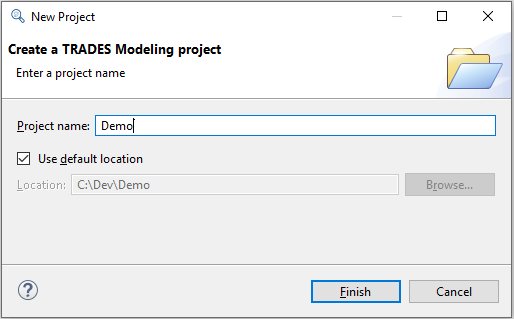 New Project
Create a TRADES Modeling project
Enter a project name
Project name: Demo
Use default location
Location: C:\Dev\Demo Browse...
? Finish Cancel